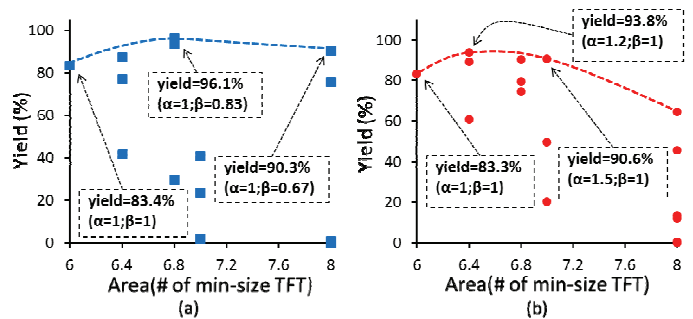 (a)
100
80
60
40
20
0
Yield (%)
yield=96.1%
(α=1;β=0.83)
yield=90.3%
(α=1;β=0.67)
yield=83.4%
(α=1;β=1)
6
6.4
6.8
7.2
7.6
8
Area(# of min-size TFT)
(a)
(b)
100
80
60
40
20
0
Yield (%)
yield=93.8%
(α=1.2;β=1)
yield=83.3%
(α=1;β=1)
yield=90.6%
(α=1.5;β=1)
6
6.4
6.8
7.2
7.6
8
Area(# of min-size TFT)
(b)